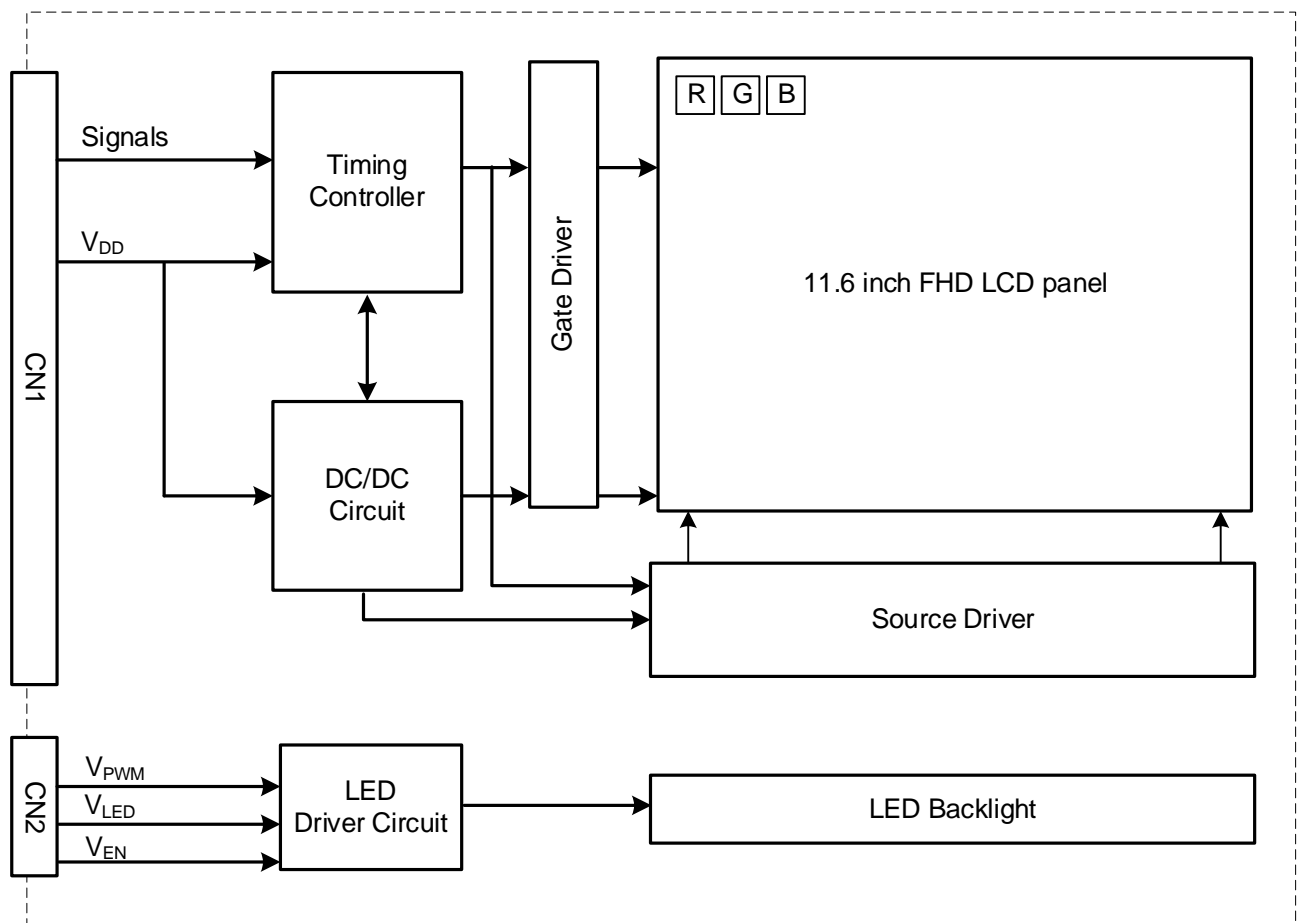 R G B
Signals
Timing
Controller
V_DD
Gate Driver
11.6 inch FHD LCD panel
CN1
DC/DC
Circuit
Source Driver
V_PWM
LED
Driver Circuit
V_LED
LED Backlight
CN2
V_EN